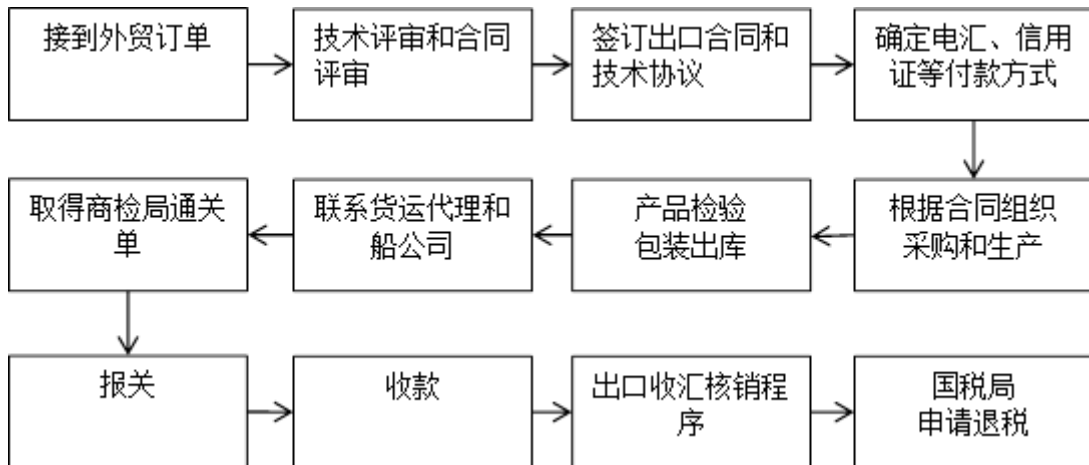 接到外贸订单
技术评审和合同
评审
签订出口合同和
技术协议
确定电汇、信用
证等付款方式
根据合同组织
采购和生产
产品检验
包装出库
联系货运代理和
船公司
取得商检局通关
单
报关
收款
出口收汇核销程
序
国税局
申请退税